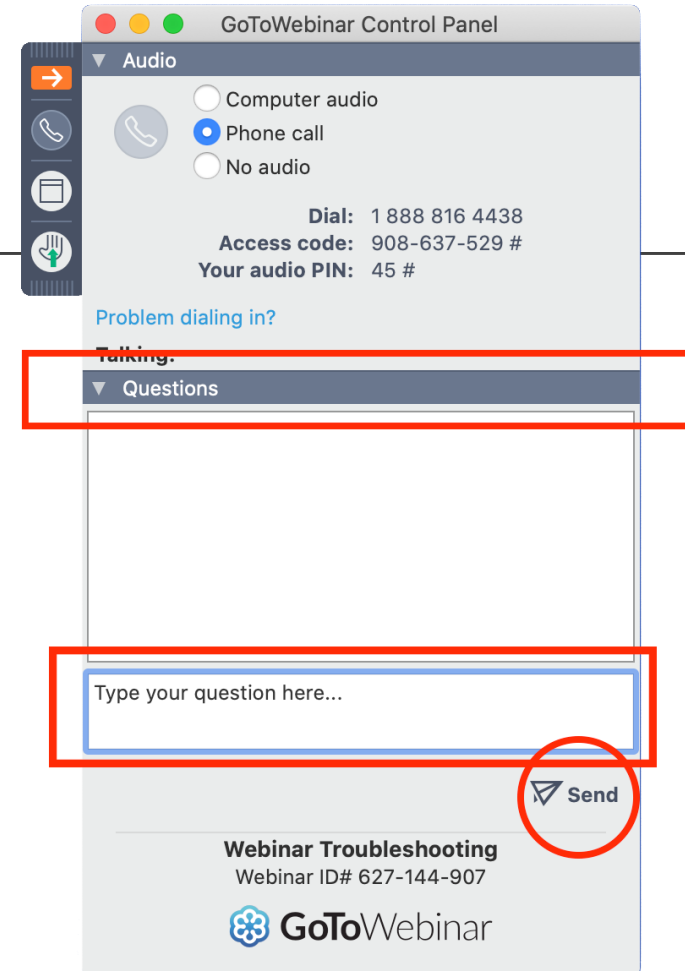 GoToWebinar Control Panel
Audio
Computer audio
Phone call
No audio
Dial: 1 888 816 4438
Access code: 908-637-529 #
Your audio PIN: 45 #
Problem dialing in?
Talking:
Questions
Type your question here...
Send
Webinar Troubleshooting
Webinar ID# 627-144-907
GoToWebinar